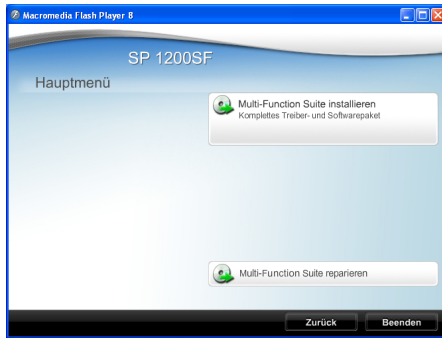 Macromedia Flash Player 8
SP 1200SF
Hauptmenü
Multi-Function Suite installieren
Komplettes Treiber- und Softwarepaket
Multi-Function Suite reparieren
Zurück
Beenden